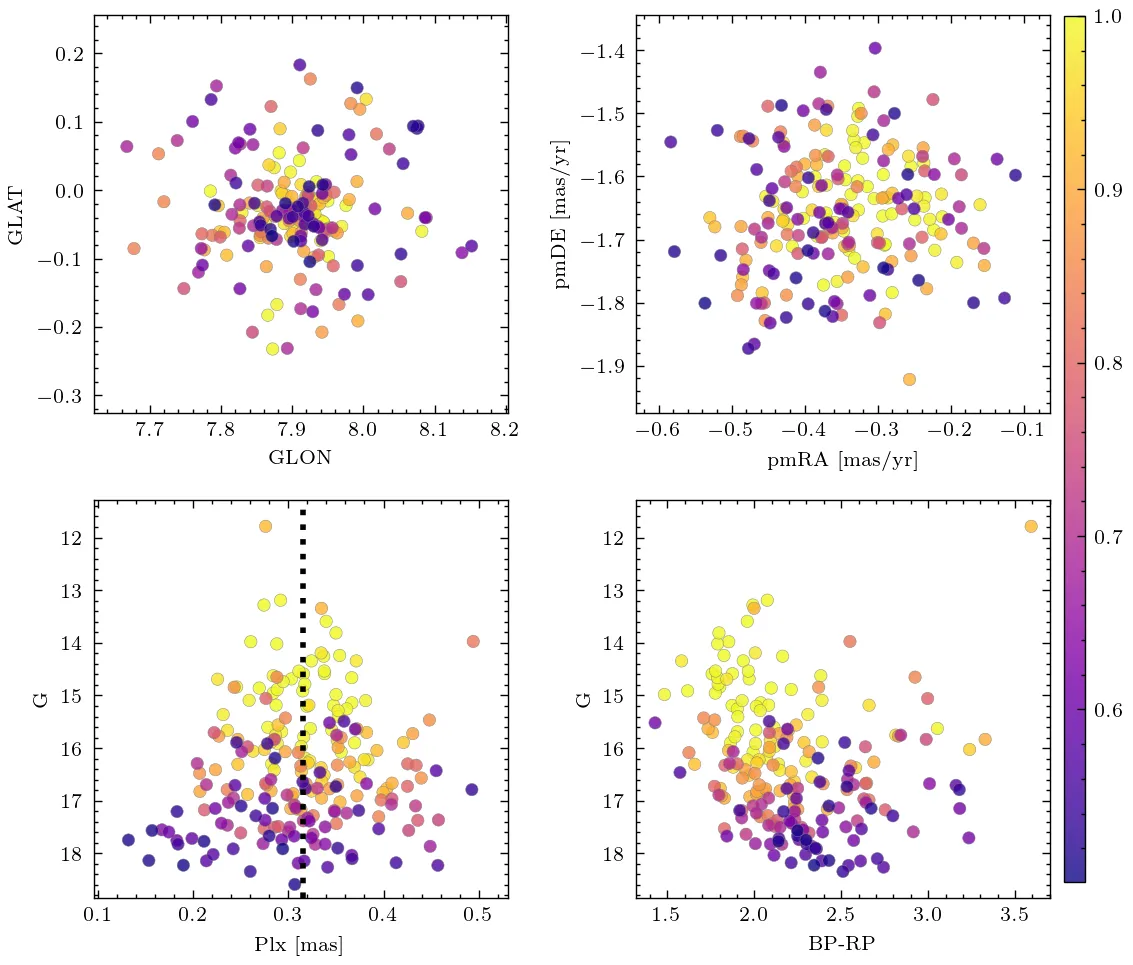 0.2
0.1
0.0
−0.1
−0.2
−0.3
GLAT
7.7 7.8 7.9 8.0 8.1 8.2
GLON
−1.4
−1.5
−1.6
−1.7
−1.8
−1.9
pmDE [mas/yr]
−0.6 −0.5 −0.4 −0.3 −0.2 −0.1
pmRA [mas/yr]
1.0
0.9
0.8
0.7
0.6
12
13
14
15
16
17
18
G
0.1 0.2 0.3 0.4 0.5
Plx [mas]
12
13
14
15
16
17
18
G
1.5 2.0 2.5 3.0 3.5
BP-RP